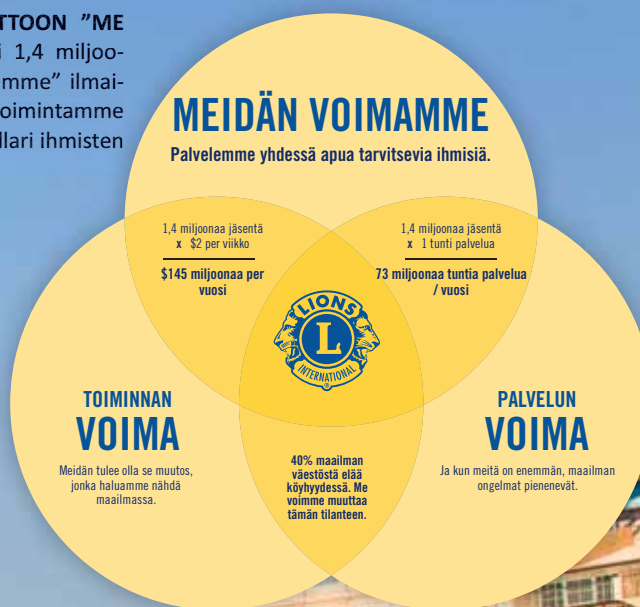 TTOON "ME
i 1,4 miljoo-
emme" ilmai-
oimintamme
llari ihmisten
MEIDÄN VOIMAMME
Palvelemme yhdessä apua tarvitsevia ihmisiä.
1,4 miljoonaa jäsentä
x $2 per viikko
$145 miljoonaa per
vuosi
1,4 miljoonaa jäsentä
x 1 tunti palvelua
73 miljoonaa tuntia palvelua
/ vuosi
LIONS
L
INTERNATIONAL
®
TOIMINNAN
VOIMA
Meidän tulee olla se muutos,
jonka haluamme nähdä
maailmassa.
40% maailman
väestöstä elää
köyhyydessä. Me
voimme muuttaa
tämän tilanteen.
PALVELUN
VOIMA
Ja kun meitä on enemmän, maailman
ongelmat pienenevät.